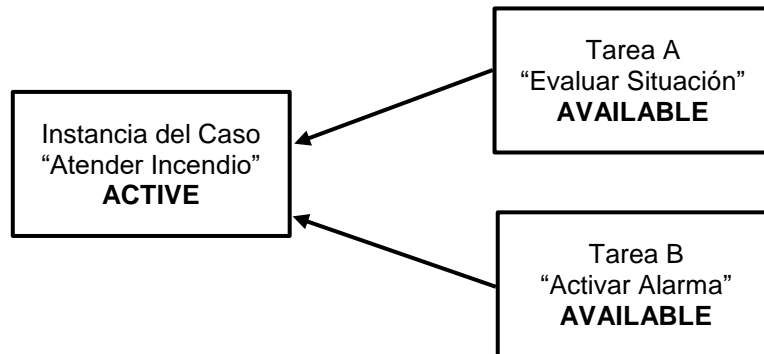 Instancia del Caso
“Atender Incendio”
ACTIVE
Tarea A
“Evaluar Situación”
AVAILABLE
Tarea B
“Activar Alarma”
AVAILABLE